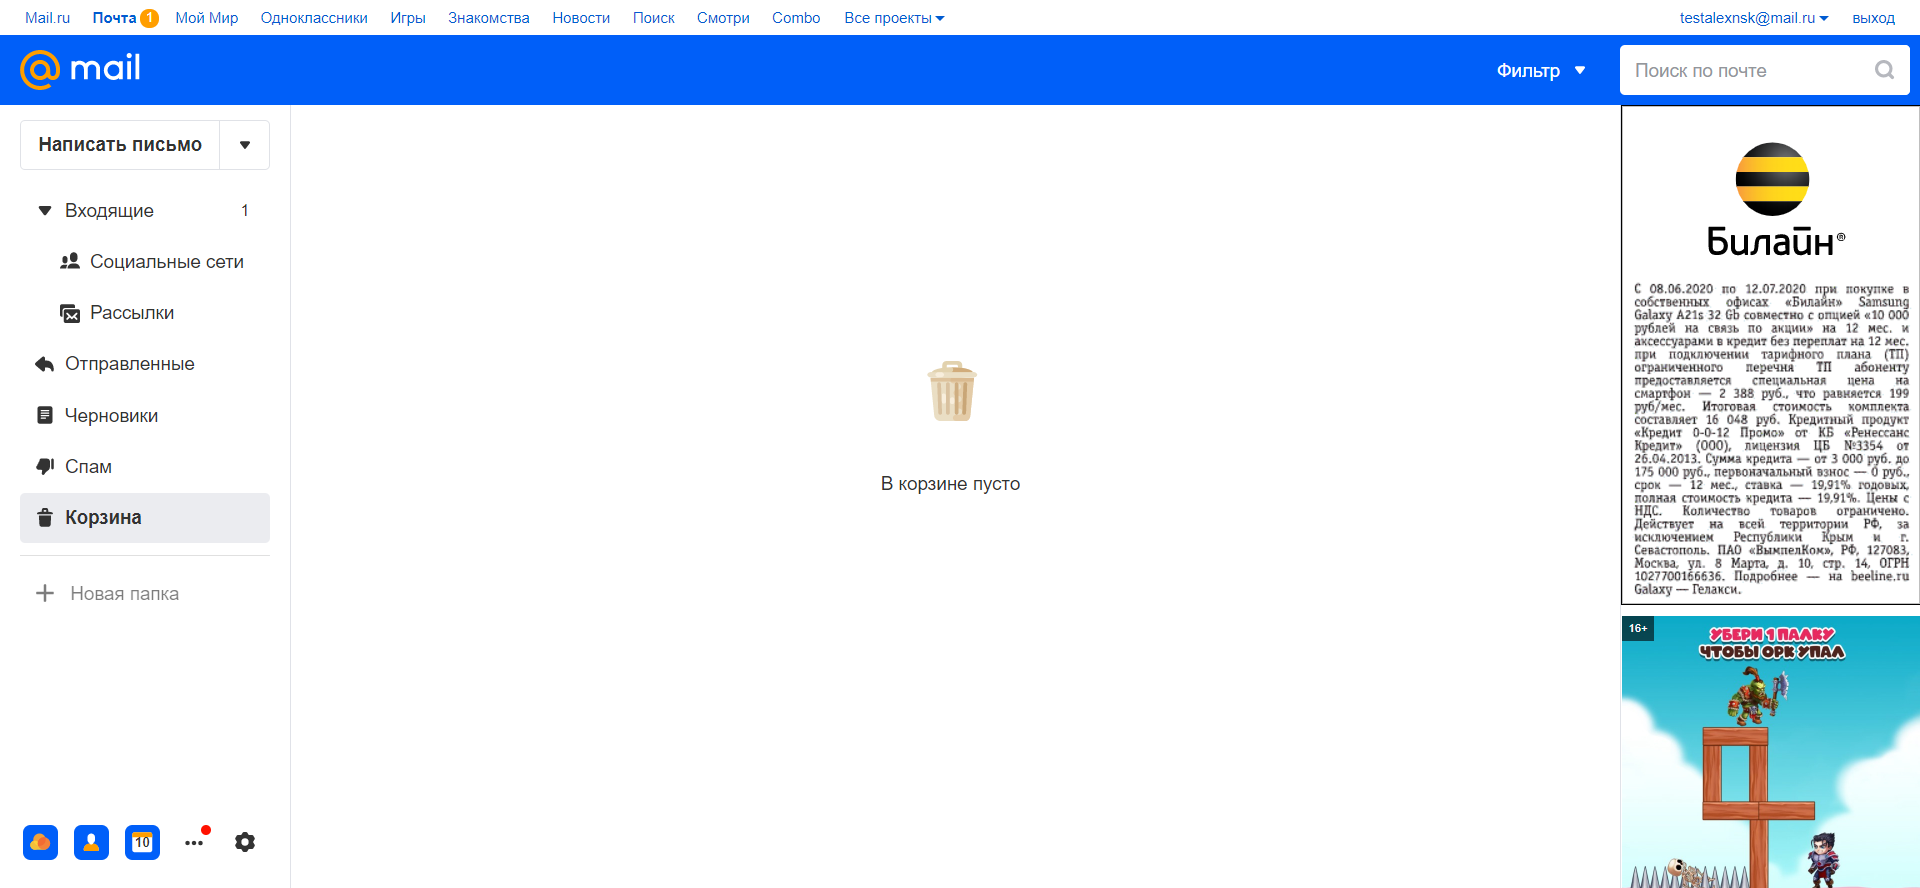 Mail.ru Почта 1 Мой Мир Одноклассники Игры Знакомства Новости Поиск Смотри Combo Все проекты testalexnsk@mail.ru выход
mail Фильтр Поиск по почте
Написать письмо
Входящие 1
Социальные сети
Рассылки
Отправленные
Черновики
Спам
Корзина
Новая папка
10
В корзине пусто
Билайн®
С 08.06.2020 по 12.07.2020 при покупке в
собственных офисах «Билайн» Samsung
Galaxy A21s 32 Gb совместно с опцией «10 000
рублей на связь по акции» на 12 мес. и
аксессуарами в кредит без переплат на 12 мес.
при подключении тарифного плана (ТП)
ограниченного перечня ТП абоненту
предоставляется специальная цена на
смартфон — 2 388 руб., что равняется 199
руб/мес. Итоговая стоимость комплекта
составляет 16 048 руб. Кредитный продукт
«Кредит 0-0-12 Промо» от КБ «Ренессанс
Кредит» (ООО), лицензия ЦБ №3354 от
26.04.2013. Сумма кредита — от 3 000 руб. до
175 000 руб., первоначальный взнос — 0 руб.,
срок — 12 мес., ставка — 19,91% годовых,
полная стоимость кредита — 19,91%. Цены с
НДС. Количество товаров ограничено.
Действует на всей территории РФ, за
исключением Республики Крым и г.
Севастополь. ПАО «ВымпелКом», РФ, 127083,
Москва, ул. 8 Марта, д. 10, стр. 14, ОГРН
1027700166636. Подробнее — на beeline.ru
Galaxy — Гелакси.
16+
УБЕРИ 1 ПАЛКУ
ЧТОБЫ ОРК УПАЛ